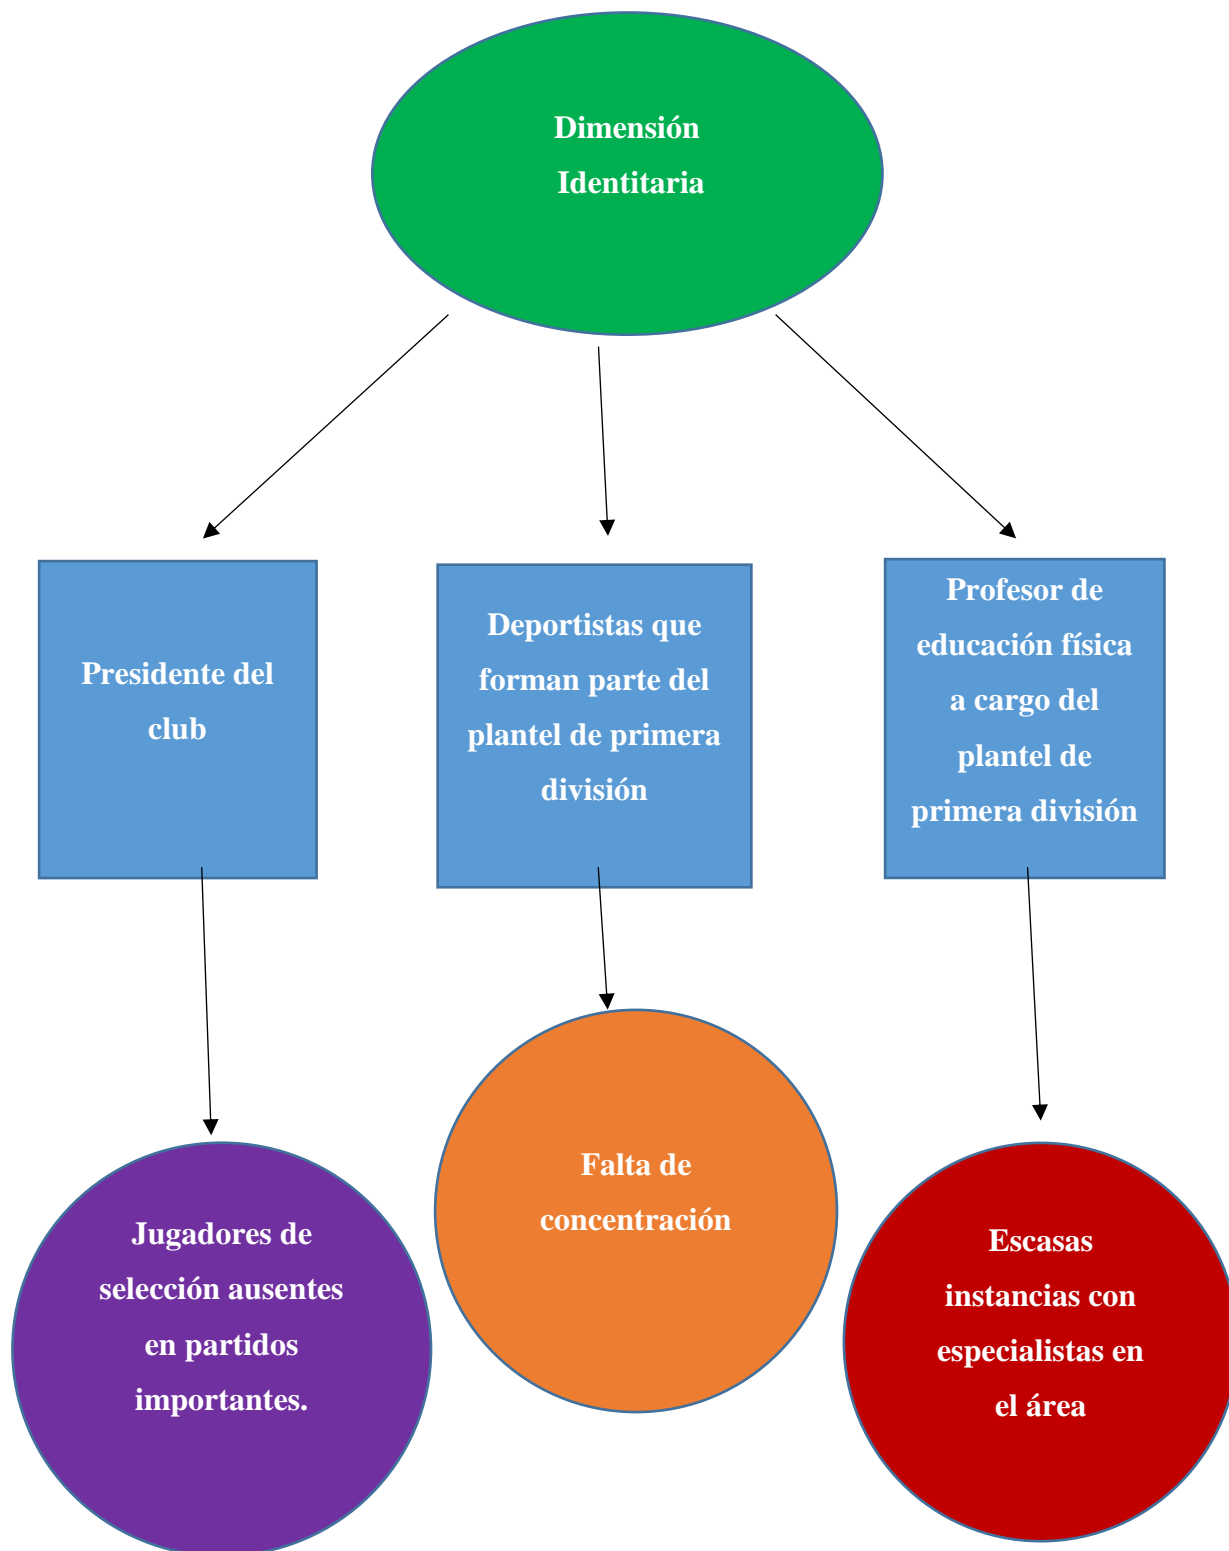 Dimensión
Identitaria
Presidente del
club
Deportistas que
forman parte del
plantel de primera
división
Profesor de
educación física
a cargo del
plantel de
primera división
Jugadores de
selección ausentes
en partidos
importantes.
Falta de
concentración
Escasas
instancias con
especialistas en
el área